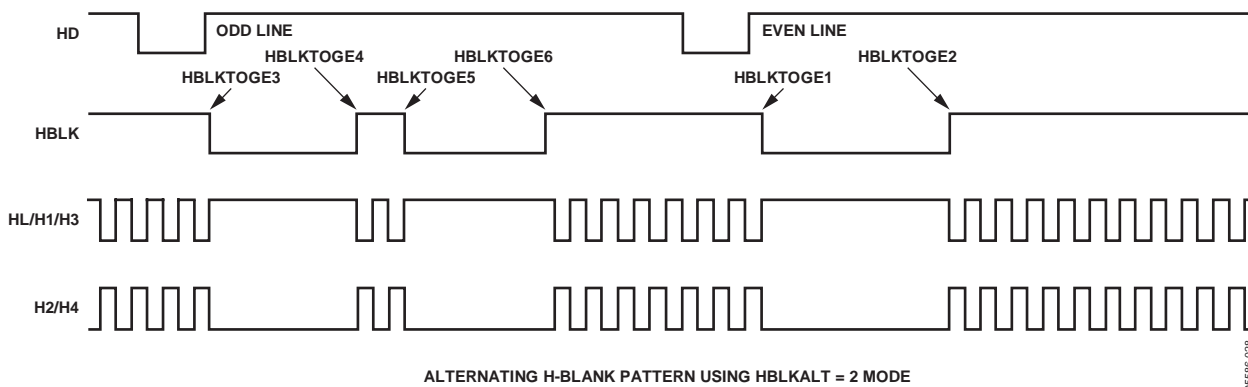 HD
ODD LINE
EVEN LINE
HBLKTOGE3
HBLKTOGE4
HBLKTOGE5
HBLKTOGE6
HBLKTOGE1
HBLKTOGE2
HBLK
HL/H1/H3
H2/H4
ALTERNATING H-BLANK PATTERN USING HBLKALT = 2 MODE